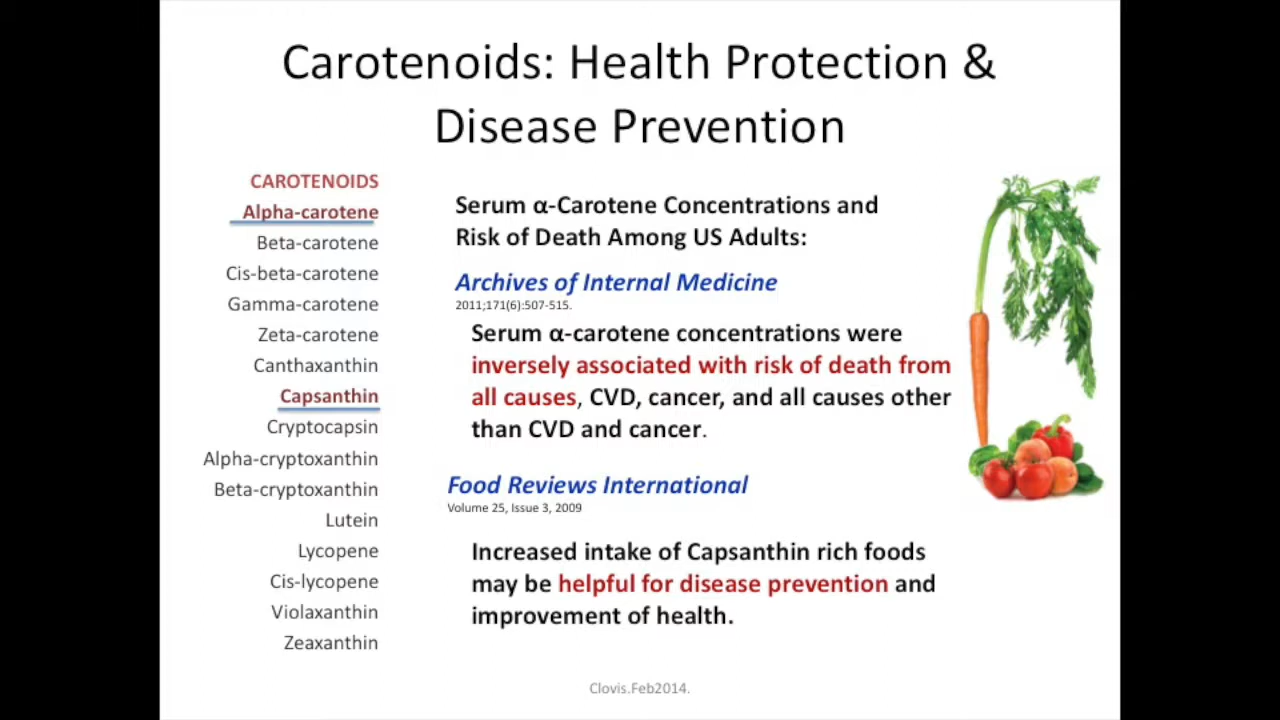 Carotenoids: Health Protection &
Disease Prevention
CAROTENOIDS
Alpha-carotene
Beta-carotene
Cis-beta-carotene
Gamma-carotene
Zeta-carotene
Canthaxanthin
Capsanthin
Cryptocapsin
Alpha-cryptoxanthin
Beta-cryptoxanthin
Lutein
Lycopene
Cis-lycopene
Violaxanthin
Zeaxanthin
Serum α-Carotene Concentrations and
Risk of Death Among US Adults:
Archives of Internal Medicine
2011;171(6):507-515.
Serum α-carotene concentrations were
inversely associated with risk of death from
all causes, CVD, cancer, and all causes other
than CVD and cancer.
Food Reviews International
Volume 25, Issue 3, 2009
Increased intake of Capsanthin rich foods
may be helpful for disease prevention and
improvement of health.
Clovis.Feb2014.